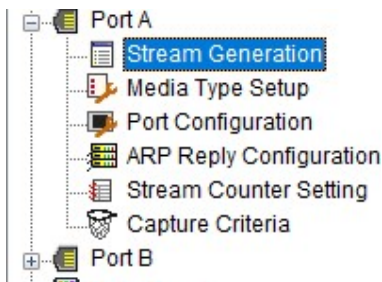 Port A
Stream Generation
Media Type Setup
Port Configuration
ARP Reply Configuration
Stream Counter Setting
Capture Criteria
Port B